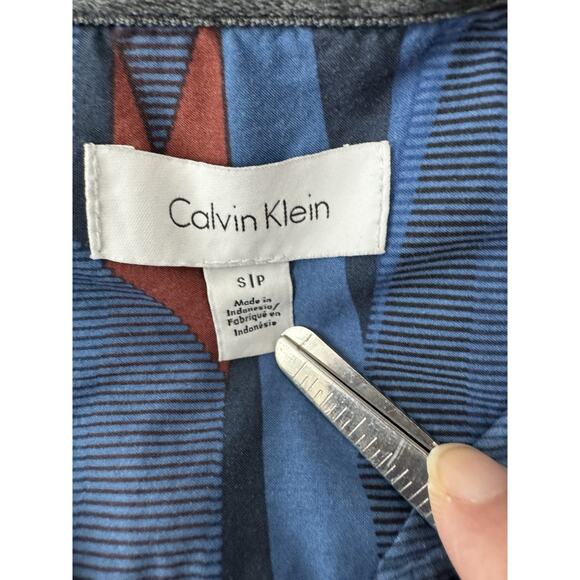 Calvin Klein
S|P
Made in
Indonesia/
Fabriqué en
Indonésie